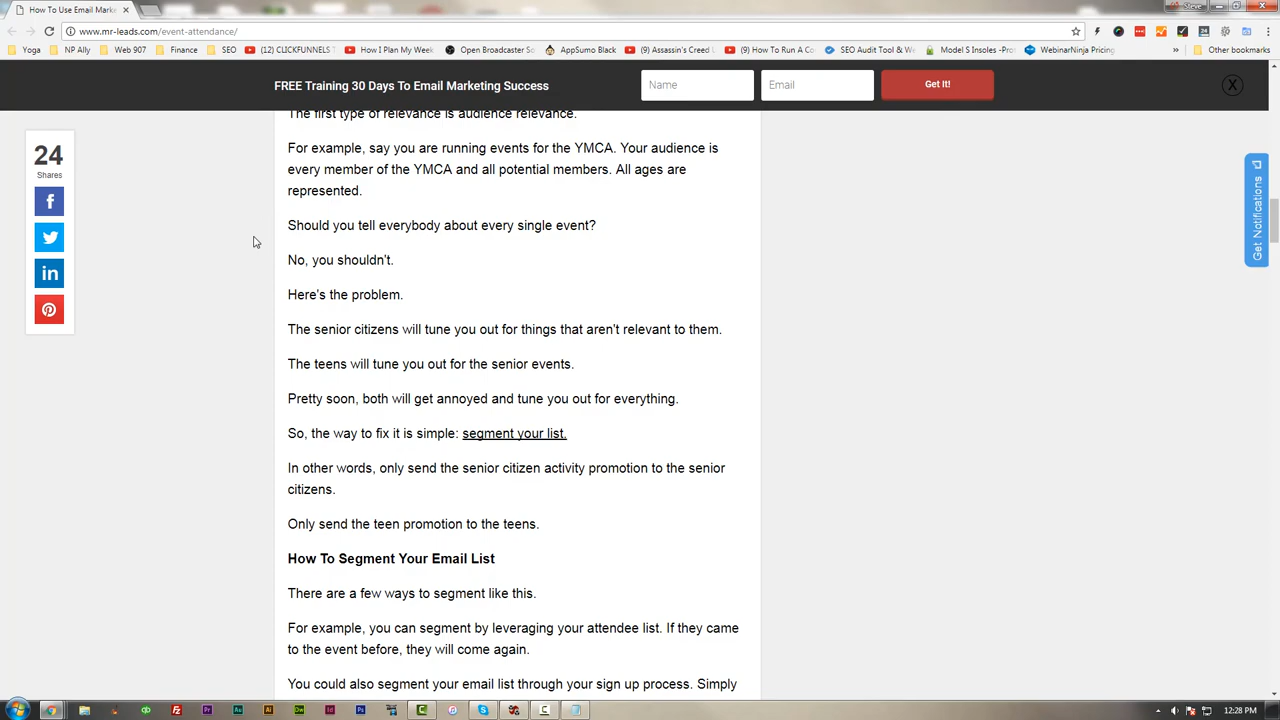 How To Use Email Mark
Steve
www.mr-leads.com/event-attendance/
Yoga
NP Ally
Web 907
Finance
SEO
(12) CLICKFUNNELS T
How I Plan My Week
Open Broadcaster So
AppSumo Black
(9) Assassin's Creed U
(9) How To Run A Co
SEO Audit Tool & We
Model S Insoles -Pro
WebinarNinja Pricing
»
Other bookmarks
FREE Training 30 Days To Email Marketing Success
Name
Email
Get It!
X
24
Shares
Get Notifications
The first type of relevance is audience relevance.
For example, say you are running events for the YMCA. Your audience is
every member of the YMCA and all potential members. All ages are
represented.
Should you tell everybody about every single event?
No, you shouldn't.
Here's the problem.
The senior citizens will tune you out for things that aren't relevant to them.
The teens will tune you out for the senior events.
Pretty soon, both will get annoyed and tune you out for everything.
So, the way to fix it is simple: segment your list.
In other words, only send the senior citizen activity promotion to the senior
citizens.
Only send the teen promotion to the teens.
How To Segment Your Email List
There are a few ways to segment like this.
For example, you can segment by leveraging your attendee list. If they came
to the event before, they will come again.
You could also segment your email list through your sign up process. Simply
12:28 PM